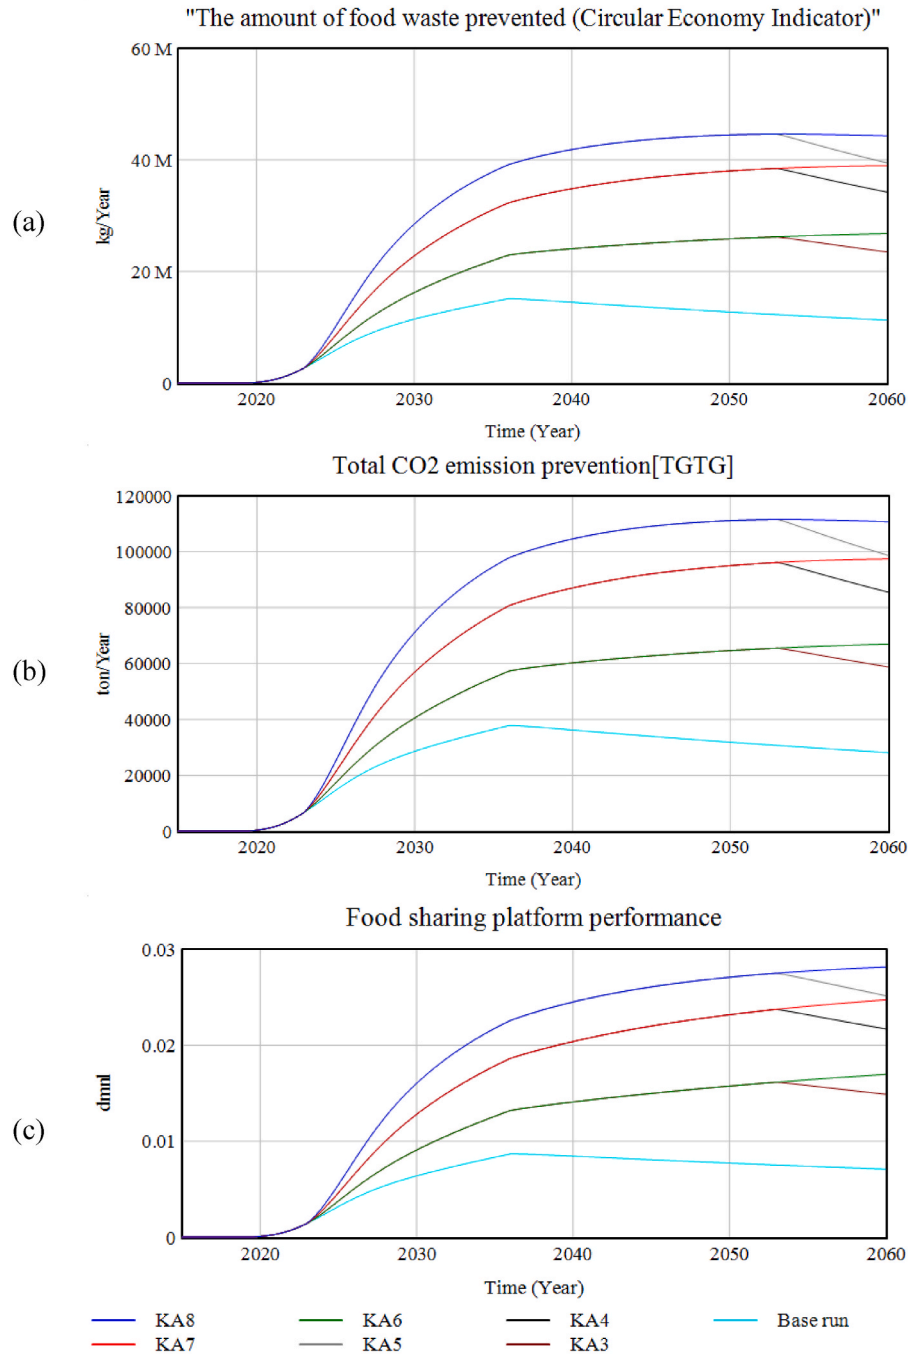 "The amount of food waste prevented (Circular Economy Indicator)"
60 M
40 M
20 M
0
kg/Year
(a)
2020 2030 2040 2050 2060
Time (Year)
Total CO2 emission prevention[TGTG]
120000
100000
80000
60000
40000
20000
0
ton/Year
(b)
2020 2030 2040 2050 2060
Time (Year)
Food sharing platform performance
0.03
0.02
0.01
0
dmnl
(c)
2020 2030 2040 2050 2060
Time (Year)
KA8 KA6 KA4 Base run
KA7 KA5 KA3